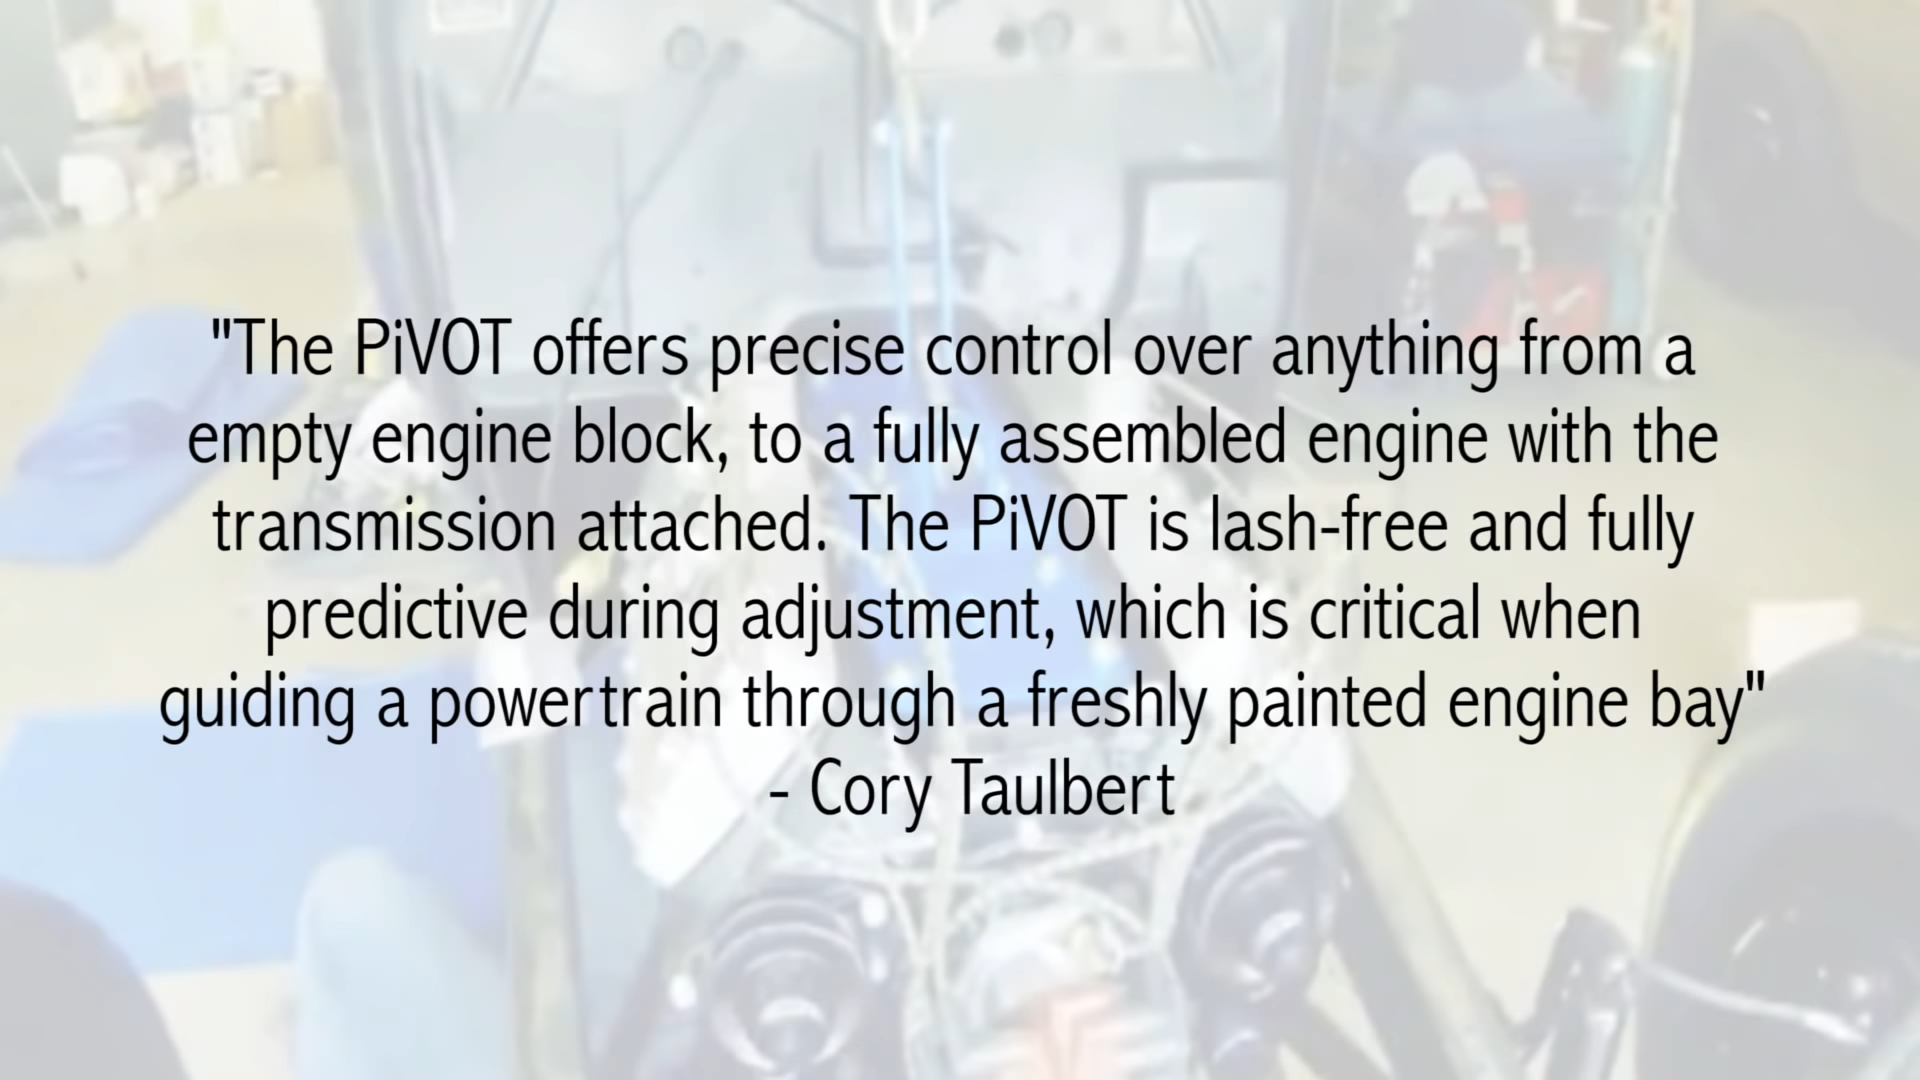 "The PiVOT offers precise control over anything from a
empty engine block, to a fully assembled engine with the
transmission attached. The PiVOT is lash-free and fully
predictive during adjustment, which is critical when
guiding a powertrain through a freshly painted engine bay"
- Cory Taulbert